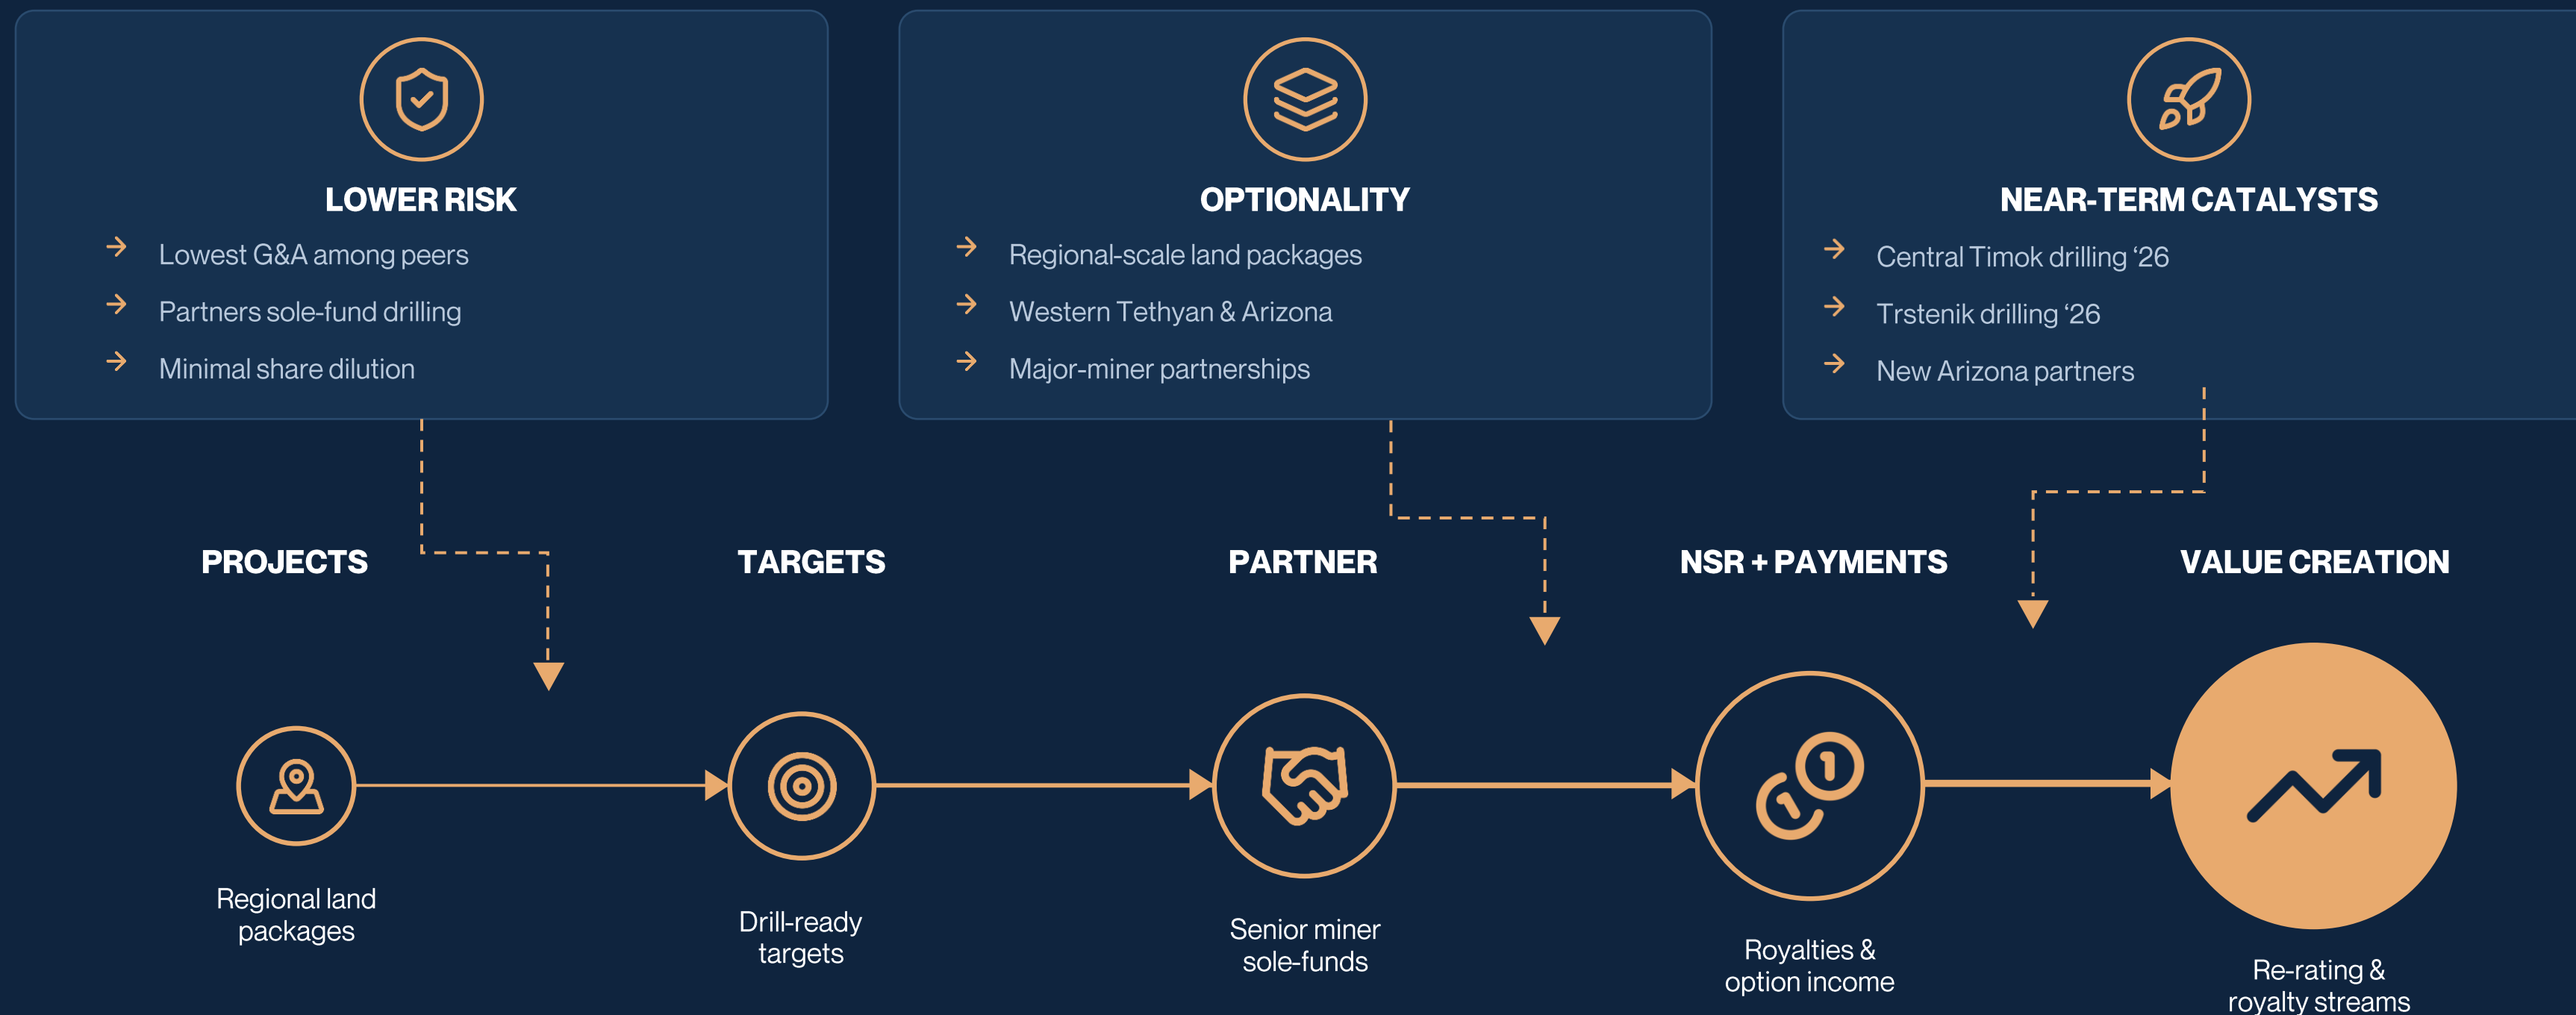 LOWER RISK
Lowest G&A among peers
Partners sole-fund drilling
Minimal share dilution
OPTIONALITY
Regional-scale land packages
Western Tethyan & Arizona
Major-miner partnerships
NEAR-TERM CATALYSTS
Central Timok drilling ‘26
Trstenik drilling ‘26
New Arizona partners
PROJECTS
TARGETS
PARTNER
NSR + PAYMENTS
VALUE CREATION
1
1
Regional land
packages
Drill-ready
targets
Senior miner
sole-funds
Royalties &
option income
Re-rating &
royalty streams